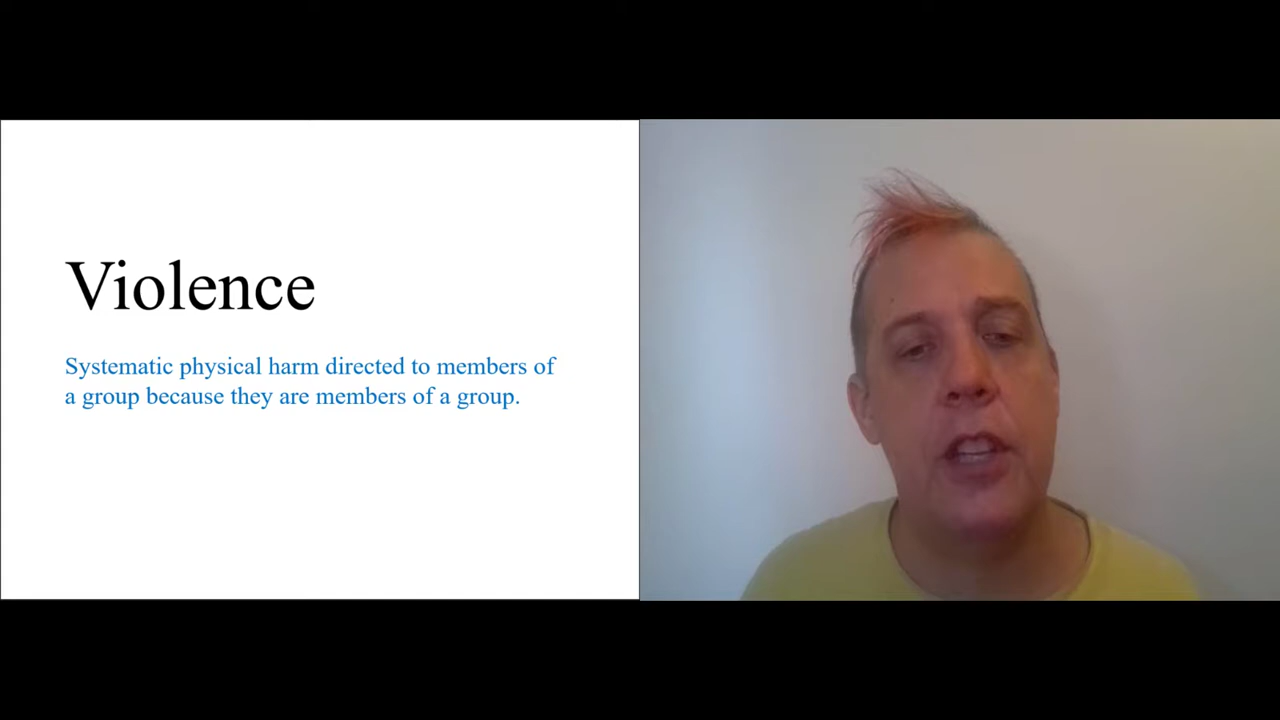 Violence
Systematic physical harm directed to members of
a group because they are members of a group.